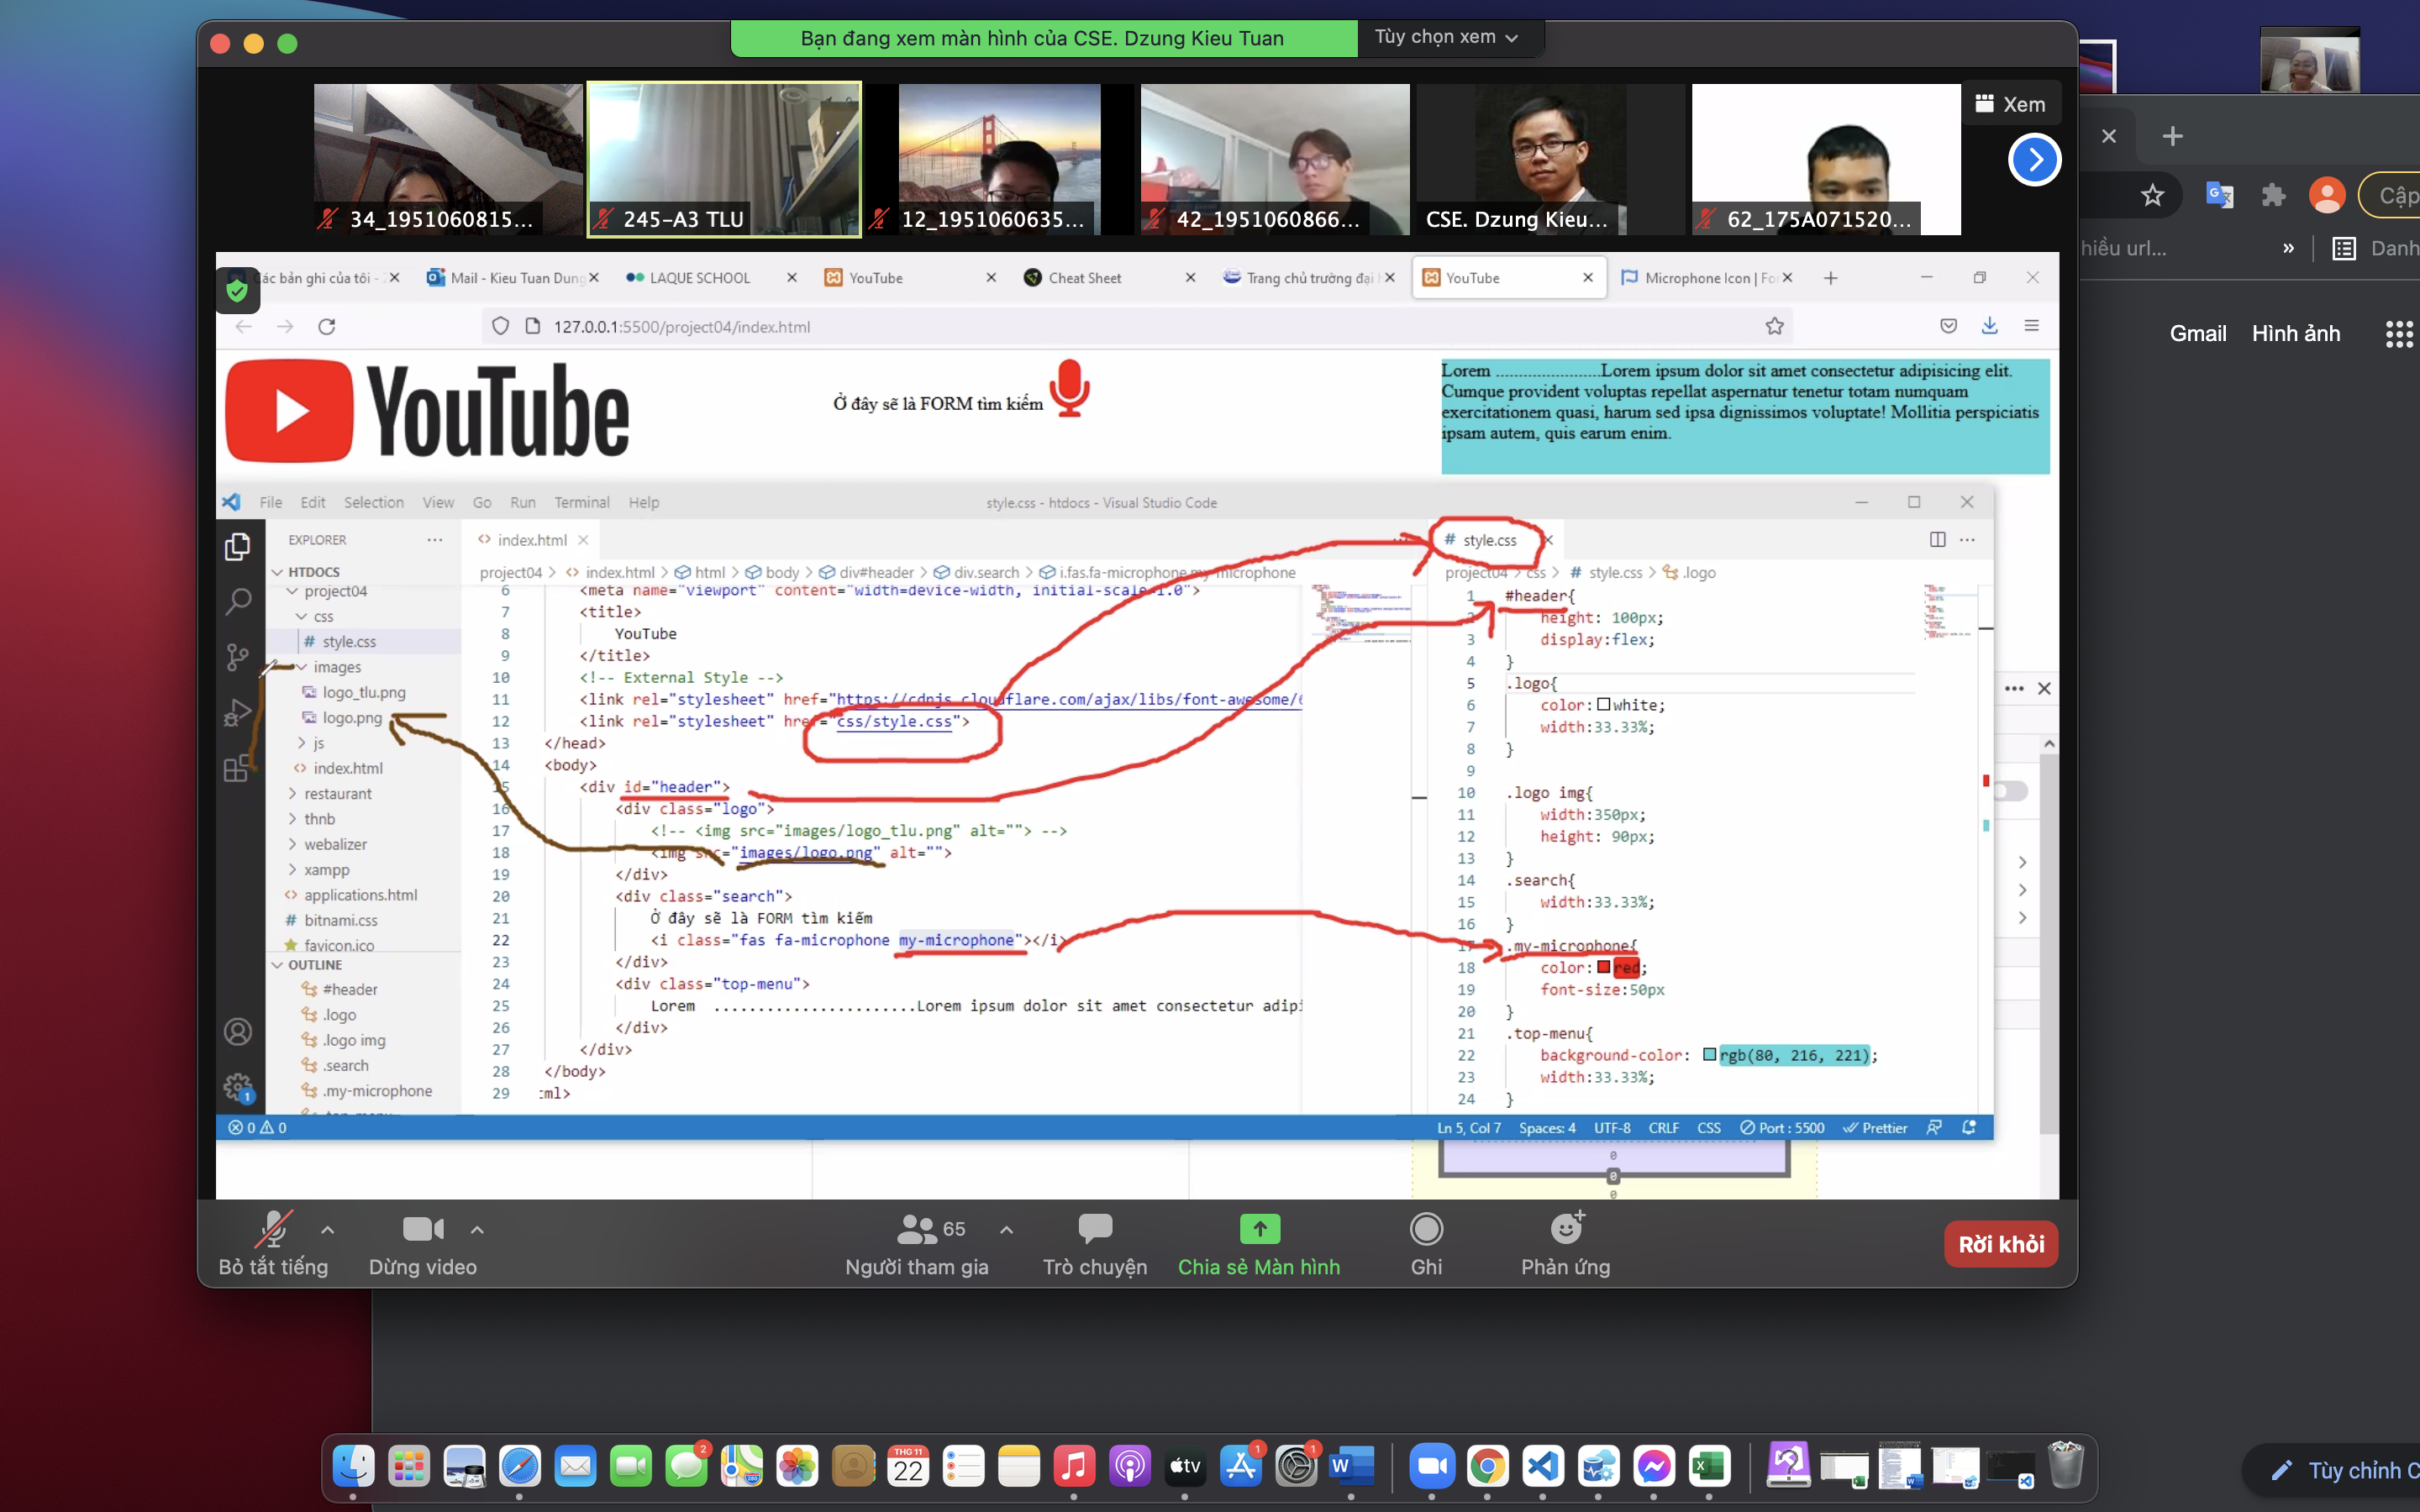 Bạn đang xem màn hình của CSE. Dzung Kieu Tuan
Tùy chọn xem
34_1951060815...
245-A3 TLU
12_1951060635...
42_1951060866...
CSE. Dzung Kieu...
62_175A071520...
Xem
Các bản ghi của tôi - 2
Mail - Kieu Tuan Dung
LAQUE SCHOOL
YouTube
Cheat Sheet
Trang chủ trường đại
YouTube
Microphone Icon | Fo
127.0.0.1:5500/project04/index.html
YouTube
Ở đây sẽ là FORM tìm kiếm
Lorem ......................Lorem ipsum dolor sit amet consectetur adipisicing elit.
Cumque provident voluptas repellat aspernatur tenetur totam numquam
exercitationem quasi, harum sed ipsa dignissimos voluptate! Mollitia perspiciatis
ipsam autem, quis earum enim.
File Edit Selection View Go Run Terminal Help
style.css - htdocs - Visual Studio Code
EXPLORER
HTDOCS
project04
css
# style.css
images
logo_tlu.png
logo.png
js
index.html
restaurant
thnb
webalizer
xampp
applications.html
# bitnami.css
favicon.ico
OUTLINE
#header
.logo
.logo img
.search
.my-microphone
.top-menu
index.html
project04 > index.html > html > body > div#header > div.search > i.fas.fa-microphone.my-microphone
6 <meta name="viewport" content="width=device-width, initial-scale=1.0">
7 <title>
8 YouTube
9 </title>
10 <!-- External Style -->
11 <link rel="stylesheet" href="https://cdnjs.cloudflare.com/ajax/libs/font-awesome/6
12 <link rel="stylesheet" href="css/style.css">
13 </head>
14 <body>
15 <div id="header">
16 <div class="logo">
17 <!-- <img src="images/logo_tlu.png" alt=""> -->
18 <img src="images/logo.png" alt="">
19 </div>
20 <div class="search">
21 Ở đây sẽ là FORM tìm kiếm
22 <i class="fas fa-microphone my-microphone"></i>
23 </div>
24 <div class="top-menu">
25 Lorem .......................Lorem ipsum dolor sit amet consectetur adipi
26 </div>
27 </div>
28 </body>
29 tml>
# style.css
project04 > css > # style.css > .logo
1 #header{
2 height: 100px;
3 display:flex;
4 }
5 .logo{
6 color: white;
7 width:33.33%;
8 }
9
10 .logo img{
11 width:350px;
12 height: 90px;
13 }
14 .search{
15 width:33.33%;
16 }
17 .my-microphone{
18 color: red;
19 font-size:50px
20 }
21 .top-menu{
22 background-color: rgb(80, 216, 221);
23 width:33.33%;
24 }
0 0
Ln 5, Col 7 Spaces: 4 UTF-8 CRLF CSS Port : 5500 Prettier
0
0
0
Bỏ tắt tiếng
Dừng video
65
Người tham gia
Trò chuyện
Chia sẻ Màn hình
Ghi
Phản ứng
Rời khỏi
Cập
hiều url...
»
Danh
Gmail Hình ảnh
Tùy chỉnh C
2
THG 11
22
tv
1
1
W
X